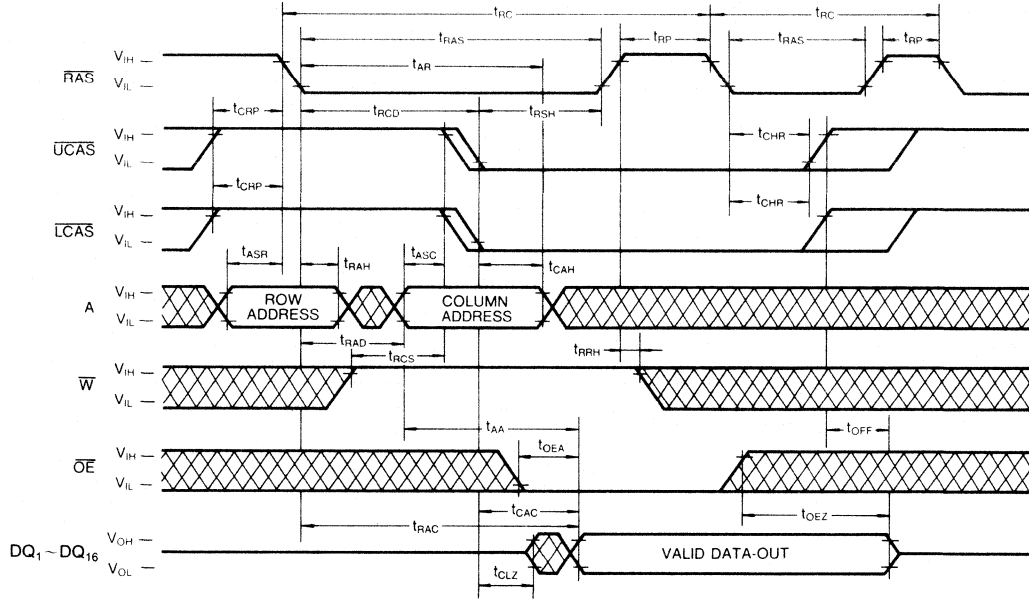 tRC tRC
tRAS tRP tRAS tRP
tAR
RAS VIH
VIL
tCRP tRCD tRSH
UCAS VIH tCHR
VIL
tCRP
LCAS VIH tCHR
VIL
tASR tRAH tASC tCAH
A VIH ROW ADDRESS COLUMN ADDRESS
VIL
tRAD tRCS tRRH
W VIH
VIL
tAA tOFF
OE VIH tOEA
VIL
tCAC tOEZ
tRAC
DQ1~DQ16 VOH VALID DATA-OUT
VOL
tCLZ